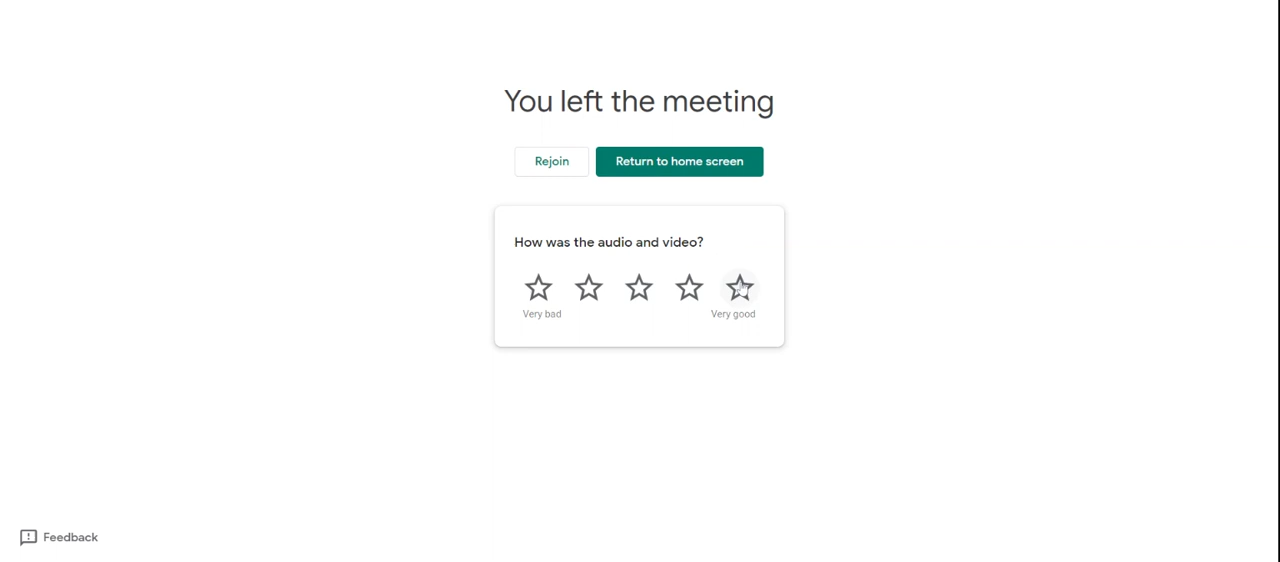 You left the meeting
Rejoin Return to home screen
How was the audio and video?
Very bad Very good
Feedback